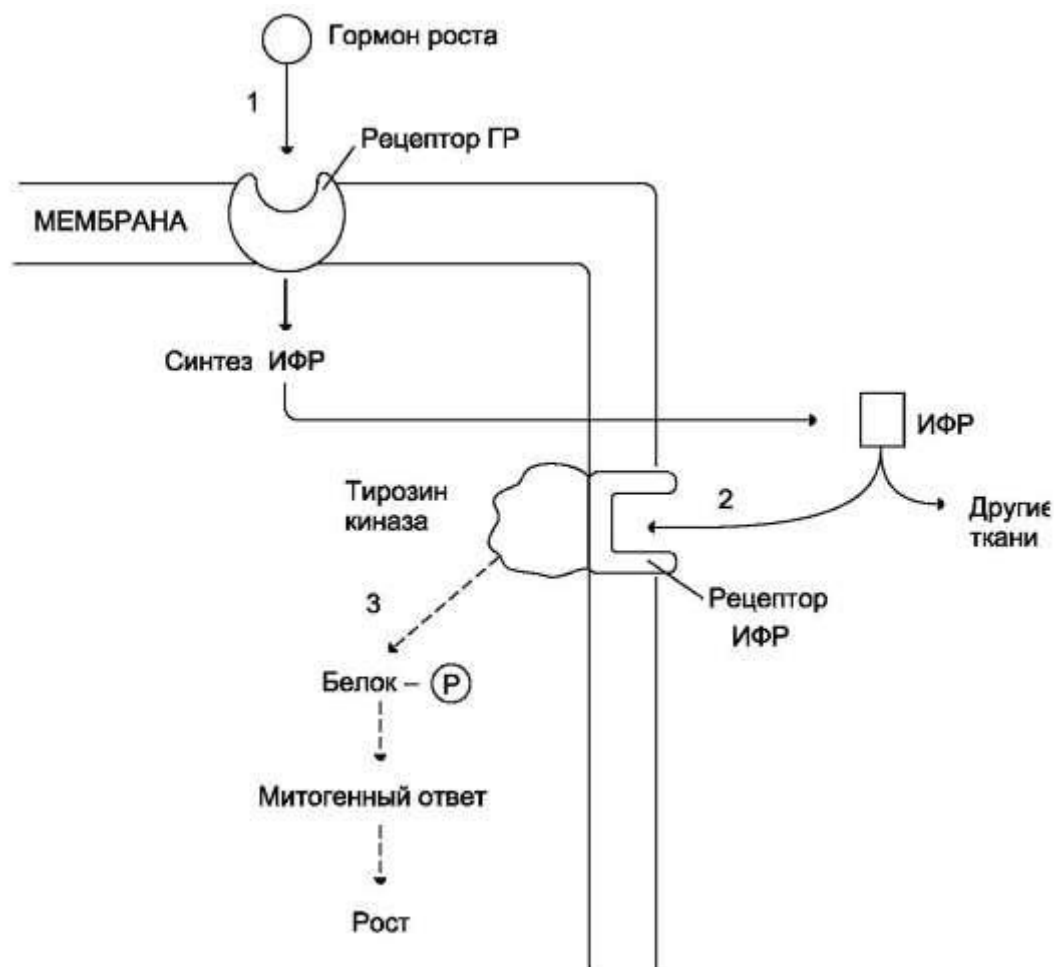 Гормон роста
1
Рецептор ГР
МЕМБРАНА
Синтез ИФР
ИФР
Тирозин
киназа
2
Другие
ткани
3
Рецептор
ИФР
Белок – P
Митогенный ответ
Рост